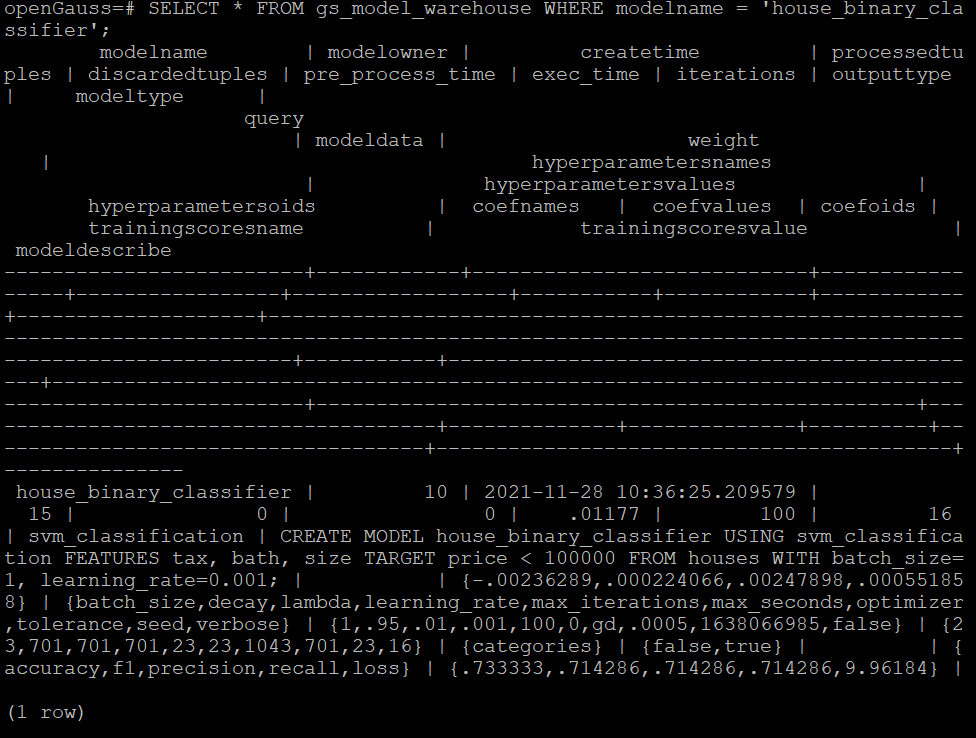 openGauss=# SELECT * FROM gs_model_warehouse WHERE modelname = 'house_binary_cla
ssifier';
        modelname        | modelowner |         createtime         | processedtu
ples | discardedtuples | pre_process_time | exec_time | iterations | outputtype
|     modeltype      |
                    query
                        | modeldata |                    weight
   |                                        hyperparametersnames
                         |              hyperparametersvalues               |
       hyperparametersoids          |  coefnames   |  coefvalues  | coefoids |
       trainingscoresname          |            trainingscoresvalue            |
 modeldescribe
-------------------------+------------+----------------------------+------------
-----+-----------------+------------------+-----------+------------+------------
+--------------------+----------------------------------------------------------
--------------------------------------------------------------------------------
------------------------+-----------+-------------------------------------------
---+----------------------------------------------------------------------------
-------------------------+--------------------------------------------------+---
------------------------------------+--------------+--------------+----------+--
-----------------------------------+-------------------------------------------+
---------------
 house_binary_classifier |         10 | 2021-11-28 10:36:25.209579 |
  15 |               0 |                0 |    .01177 |        100 |         16
| svm_classification | CREATE MODEL house_binary_classifier USING svm_classifica
tion FEATURES tax, bath, size TARGET price < 100000 FROM houses WITH batch_size=
1, learning_rate=0.001; |           | {-.00236289,.000224066,.00247898,.00055185
8} | {batch_size,decay,lambda,learning_rate,max_iterations,max_seconds,optimizer
,tolerance,seed,verbose} | {1,.95,.01,.001,100,0,gd,.0005,1638066985,false} | {2
3,701,701,701,23,23,1043,701,23,16} | {categories} | {false,true} |          | {
accuracy,f1,precision,recall,loss} | {.733333,.714286,.714286,.714286,9.96184} |
(1 row)